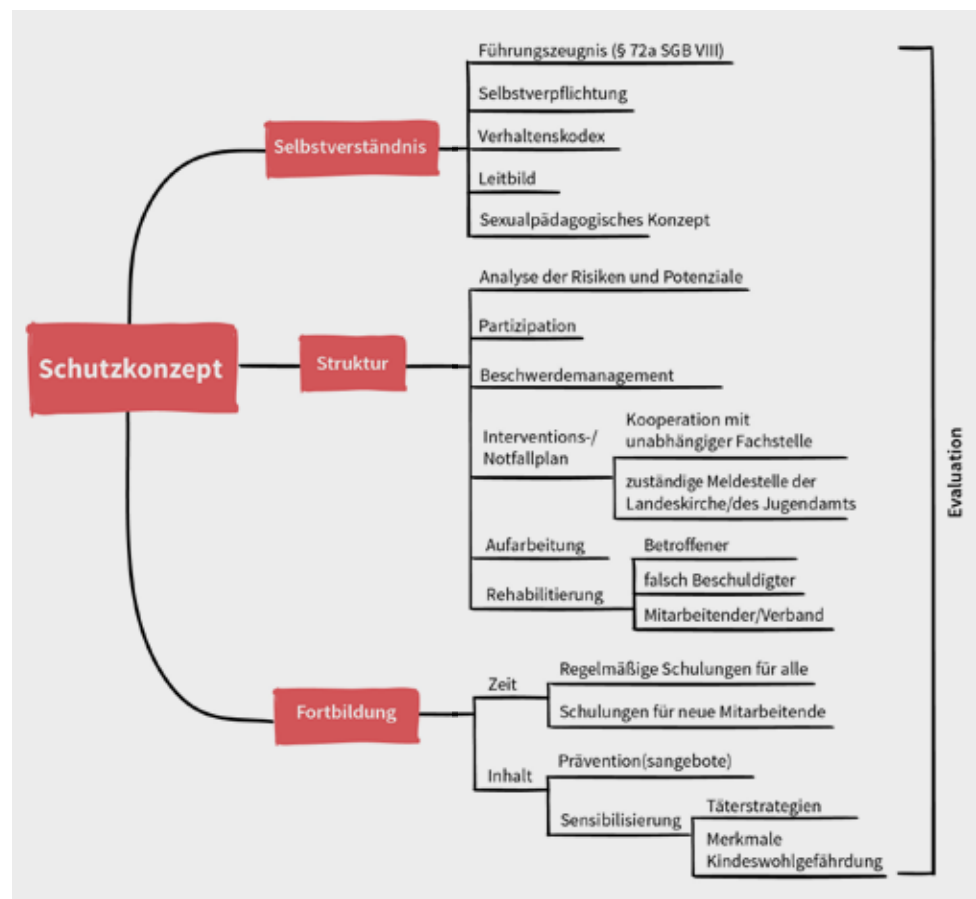 Führungszeugnis (§ 72a SGB VIII)
Selbstverpflichtung
Selbstverständnis
Verhaltenskodex
Leitbild
Sexualpädagogisches Konzept
Analyse der Risiken und Potenziale
Partizipation
Schutzkonzept
Struktur
Beschwerdemanagement
Interventions-/
Notfallplan
Kooperation mit
unabhängiger Fachstelle
zuständige Meldestelle der
Landeskirche/des Jugendamts
Aufarbeitung
Rehabilitierung
Betroffener
falsch Beschuldigter
Mitarbeitender/Verband
Fortbildung
Zeit
Regelmäßige Schulungen für alle
Schulungen für neue Mitarbeitende
Inhalt
Prävention(sangebote)
Sensibilisierung
Täterstrategien
Merkmale
Kindeswohlgefährdung
Evaluation